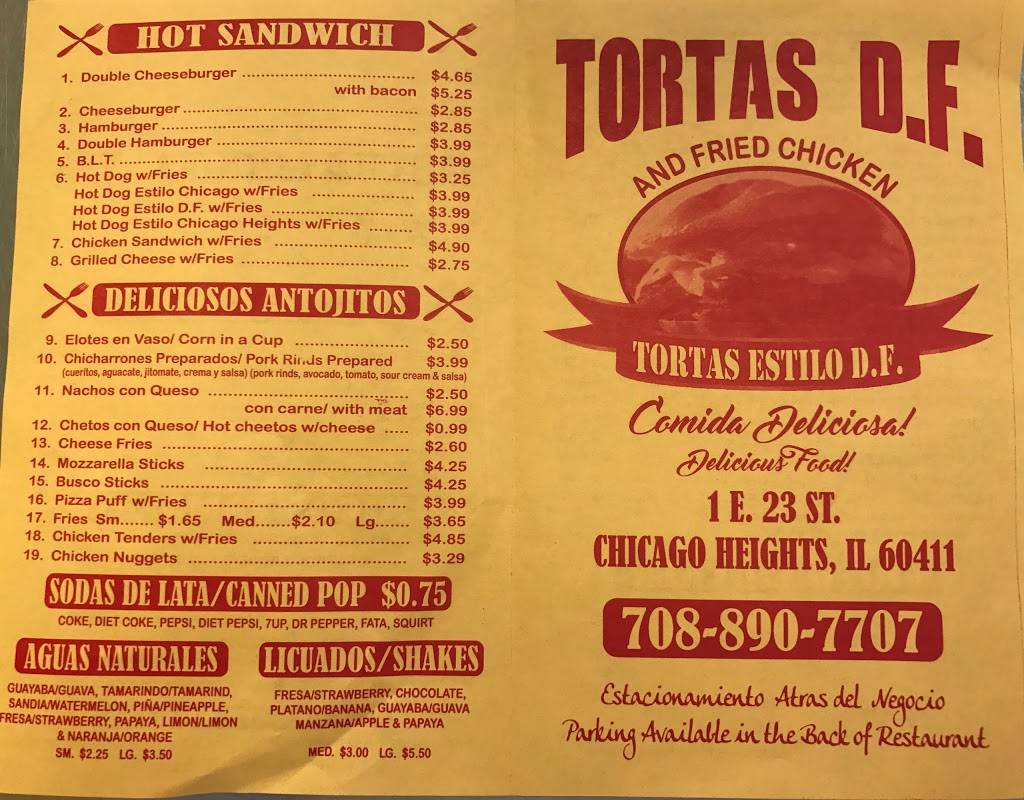 HOT SANDWICH
1. Double Cheeseburger ........................................ $4.65
with bacon $5.25
2. Cheeseburger ........................................ $2.85
3. Hamburger ........................................ $2.85
4. Double Hamburger ........................................ $3.99
5. B.L.T. ........................................ $3.99
6. Hot Dog w/Fries ........................................ $3.25
Hot Dog Estilo Chicago w/Fries .................... $3.99
Hot Dog Estilo D.F. w/Fries ........................... $3.99
Hot Dog Estilo Chicago Heights w/Fries ........ $3.99
7. Chicken Sandwich w/Fries ........................... $4.90
8. Grilled Cheese w/Fries ................................ $2.75
DELICIOSOS ANTOJITOS
9. Elotes en Vaso/ Corn in a Cup ........................ $2.50
10. Chicharrones Preparados/ Pork Rinds Prepared $3.99
(cueritos, aguacate, jitomate, crema y salsa) (pork rinds, avocado, tomato, sour cream & salsa)
11. Nachos con Queso ........................................ $2.50
con carne/ with meat $6.99
12. Chetos con Queso/ Hot cheetos w/cheese ..... $0.99
13. Cheese Fries ........................................ $2.60
14. Mozzarella Sticks ........................................ $4.25
15. Busco Sticks ........................................ $4.25
16. Pizza Puff w/Fries ........................................ $3.99
17. Fries Sm....... $1.65 Med.......$2.10 Lg....... $3.65
18. Chicken Tenders w/Fries ................................ $4.85
19. Chicken Nuggets ........................................ $3.29
SODAS DE LATA/CANNED POP $0.75
COKE, DIET COKE, PEPSI, DIET PEPSI, 7UP, DR PEPPER, FATA, SQUIRT
AGUAS NATURALES
GUAYABA/GUAVA, TAMARINDO/TAMARIND,
SANDIA/WATERMELON, PIÑA/PINEAPPLE,
FRESA/STRAWBERRY, PAPAYA, LIMON/LIMON
& NARANJA/ORANGE
SM. $2.25 LG. $3.50
LICUADOS/SHAKES
FRESA/STRAWBERRY, CHOCOLATE,
PLATANO/BANANA, GUAYABA/GUAVA
MANZANA/APPLE & PAPAYA
MED. $3.00 LG. $5.50
TORTAS D.F.
AND FRIED CHICKEN
TORTAS ESTILO D.F.
Comida Deliciosa!
Delicious Food!
1 E. 23 ST.
CHICAGO HEIGHTS, IL 60411
708-890-7707
Estacionamiento Atras del Negocio
Parking Available in the Back of Restaurant